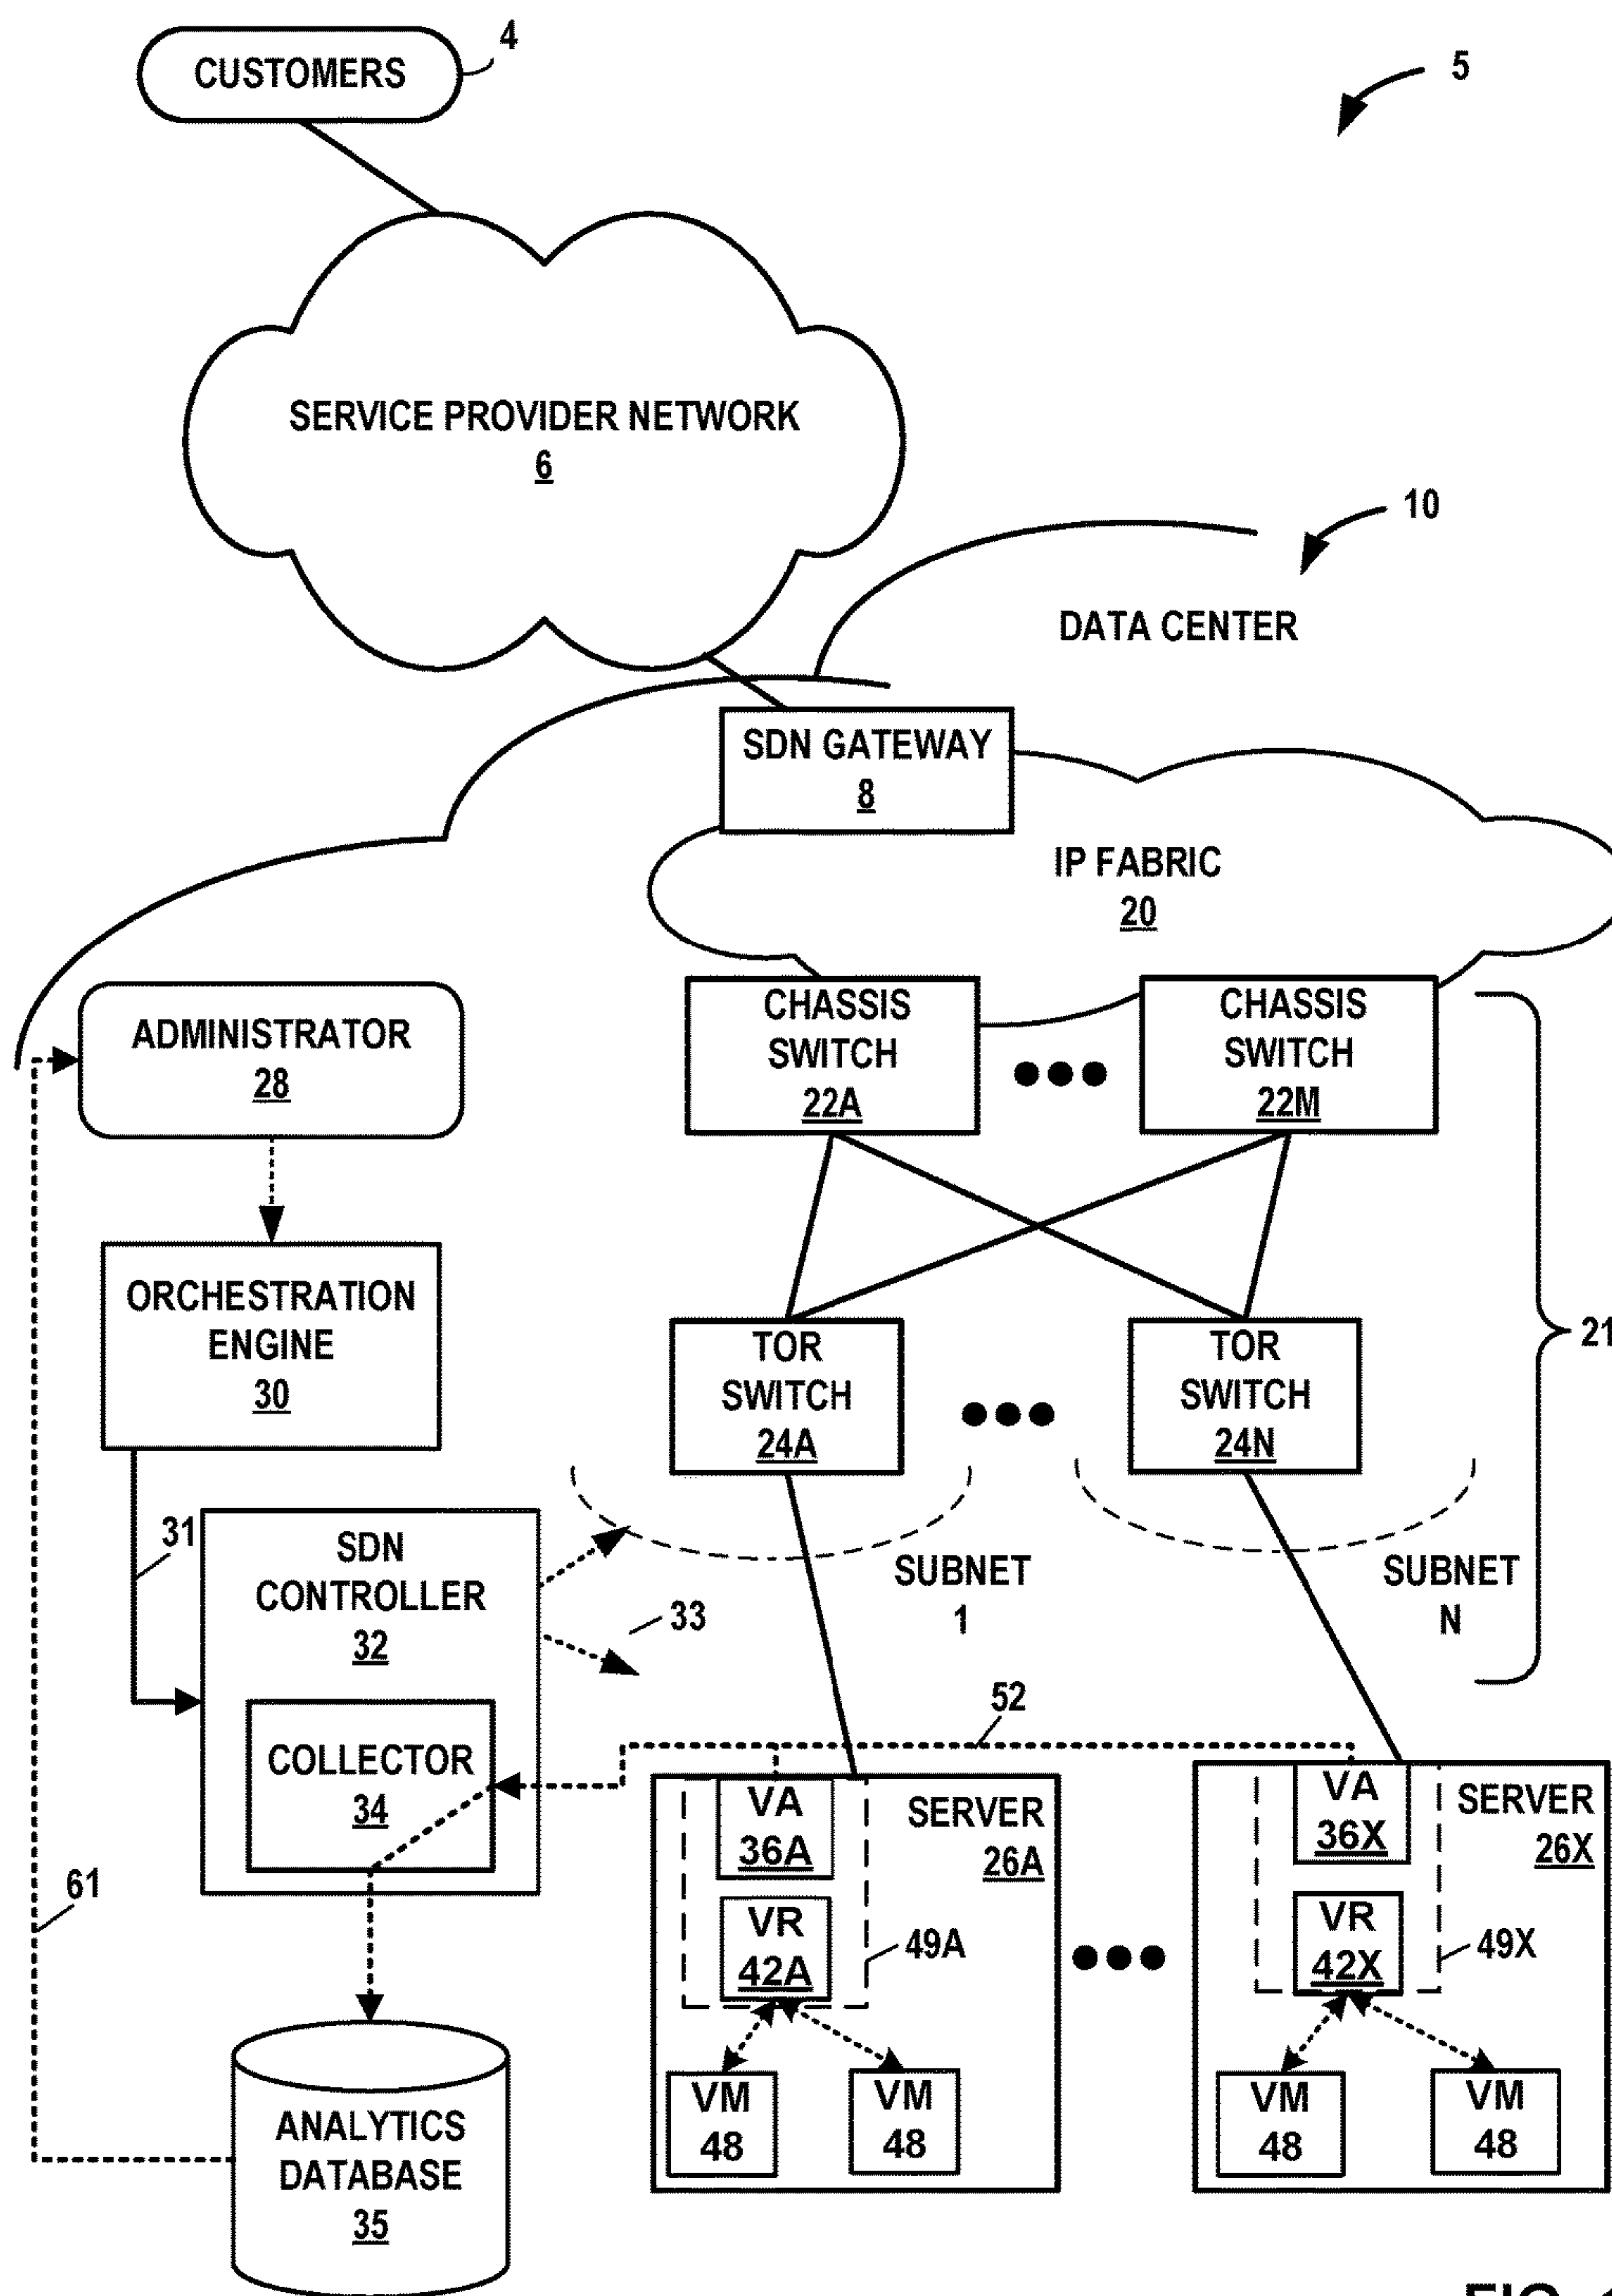 CUSTOMERS
4
5
SERVICE PROVIDER NETWORK
6
10
DATA CENTER
SDN GATEWAY
8
IP FABRIC
20
ADMINISTRATOR
28
CHASSIS
SWITCH
22A
CHASSIS
SWITCH
22M
ORCHESTRATION
ENGINE
30
TOR
SWITCH
24A
TOR
SWITCH
24N
21
31
SDN
CONTROLLER
32
33
SUBNET
1
SUBNET
N
52
COLLECTOR
34
VA
36A
SERVER
26A
VA
36X
SERVER
26X
61
VR
42A
49A
VR
42X
49X
VM
48
VM
48
VM
48
VM
48
ANALYTICS
DATABASE
35